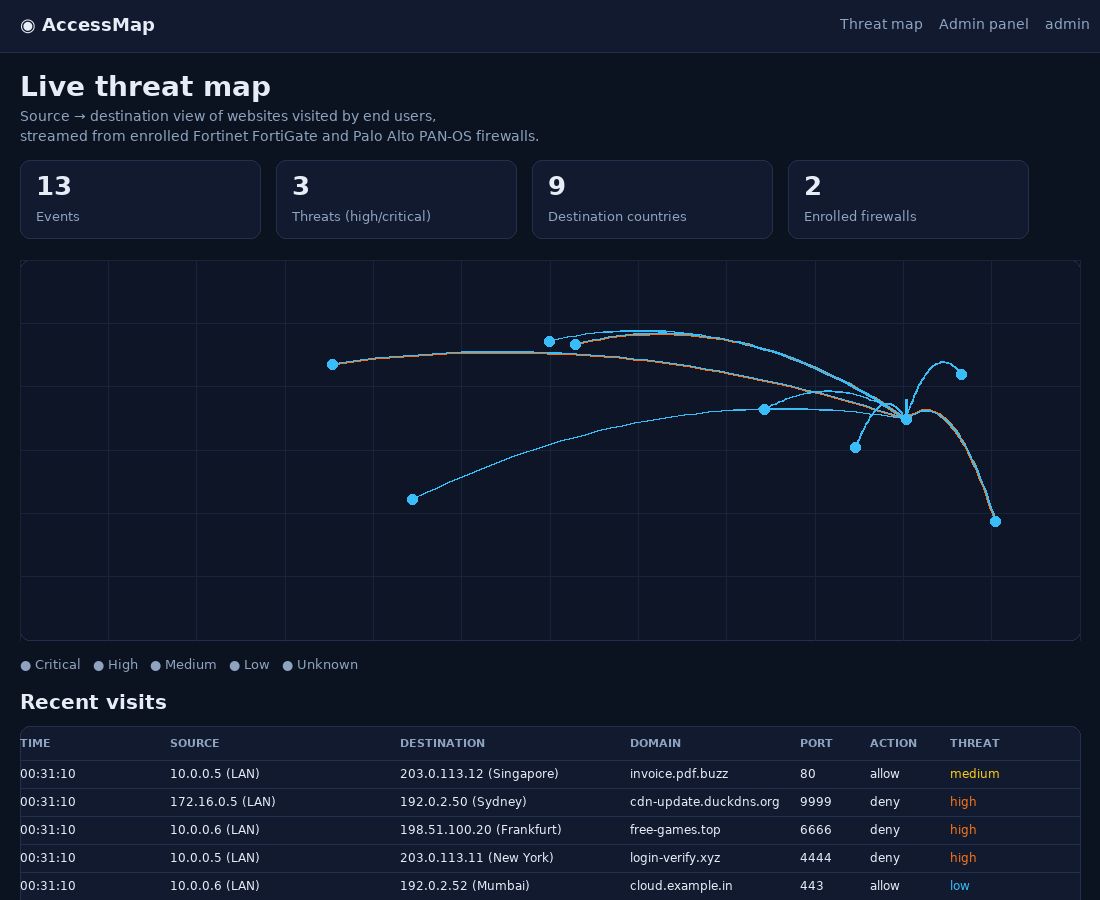 ◉ AccessMap Threat map Admin panel admin
Live threat map
Source → destination view of websites visited by end users,
streamed from enrolled Fortinet FortiGate and Palo Alto PAN-OS firewalls.
13 3 9 2
Events Threats (high/critical) Destination countries Enrolled firewalls
● Critical ● High ● Medium ● Low ● Unknown
Recent visits
TIME SOURCE DESTINATION DOMAIN PORT ACTION THREAT
00:31:10 10.0.0.5 (LAN) 203.0.113.12 (Singapore) invoice.pdf.buzz 80 allow medium
00:31:10 172.16.0.5 (LAN) 192.0.2.50 (Sydney) cdn-update.duckdns.org 9999 deny high
00:31:10 10.0.0.6 (LAN) 198.51.100.20 (Frankfurt) free-games.top 6666 deny high
00:31:10 10.0.0.5 (LAN) 203.0.113.11 (New York) login-verify.xyz 4444 deny high
00:31:10 10.0.0.6 (LAN) 192.0.2.52 (Mumbai) cloud.example.in 443 allow low